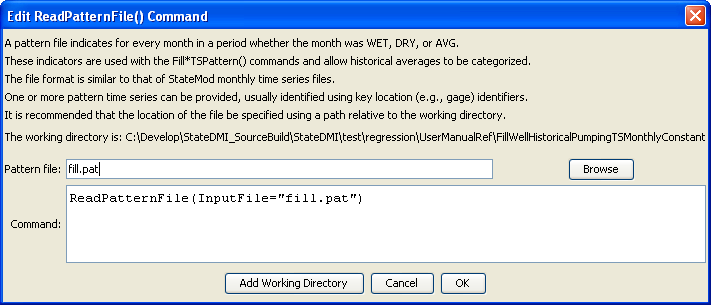 Edit ReadPatternFile() Command
A pattern file indicates for every month in a period whether the month was WET, DRY, or AVG.
These indicators are used with the Fill*TSPattern() commands and allow historical averages to be categorized.
The file format is similar to that of StateMod monthly time series files.
One or more pattern time series can be provided, usually identified using key location (e.g., gage) identifiers.
It is recommended that the location of the file be specified using a path relative to the working directory.
The working directory is: C:\Develop\StateDMI_SourceBuild\StateDMI\test\regression\UserManualRef\FillWellHistoricalPumpingTSMonthlyConstant
Pattern file: fill.pat Browse
Command: ReadPatternFile(InputFile="fill.pat")
Add Working Directory Cancel OK